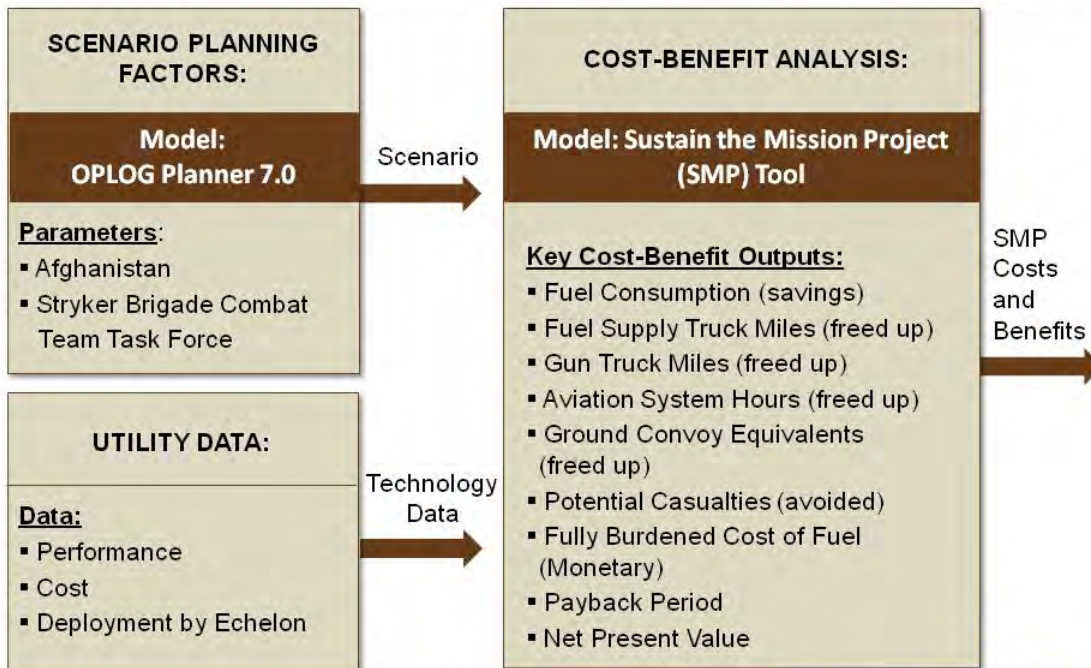 SCENARIO PLANNING
FACTORS:
Model:
OPLOG Planner 7.0
Parameters:
▪ Afghanistan
▪ Stryker Brigade Combat
Team Task Force
Scenario
UTILITY DATA:
Data:
▪ Performance
▪ Cost
▪ Deployment by Echelon
Technology
Data
COST-BENEFIT ANALYSIS:
Model: Sustain the Mission Project
(SMP) Tool
Key Cost-Benefit Outputs:
▪ Fuel Consumption (savings)
▪ Fuel Supply Truck Miles (freed up)
▪ Gun Truck Miles (freed up)
▪ Aviation System Hours (freed up)
▪ Ground Convoy Equivalents
(freed up)
▪ Potential Casualties (avoided)
▪ Fully Burdened Cost of Fuel
(Monetary)
▪ Payback Period
▪ Net Present Value
SMP
Costs
and
Benefits